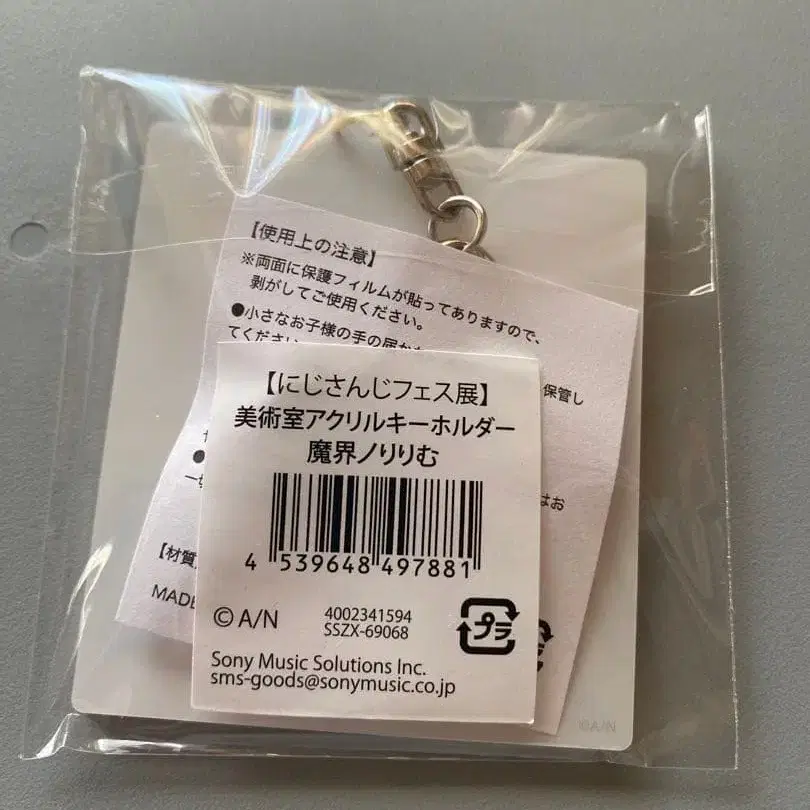 【使用上の注意】
※両面に保護フィルムが貼ってありますので、
剥がしてご使用ください。
●小さなお子様の手の届か
保管し
てください
【にじさんじフェス展】
美術室アクリルキーホルダー
魔界ノりりむ
はお
4 539648 497881
【材質
MADE
© A/N
4002341594
SSZX-69068
プラ
Sony Music Solutions Inc.
sms-goods@sonymusic.co.jp
©A/N